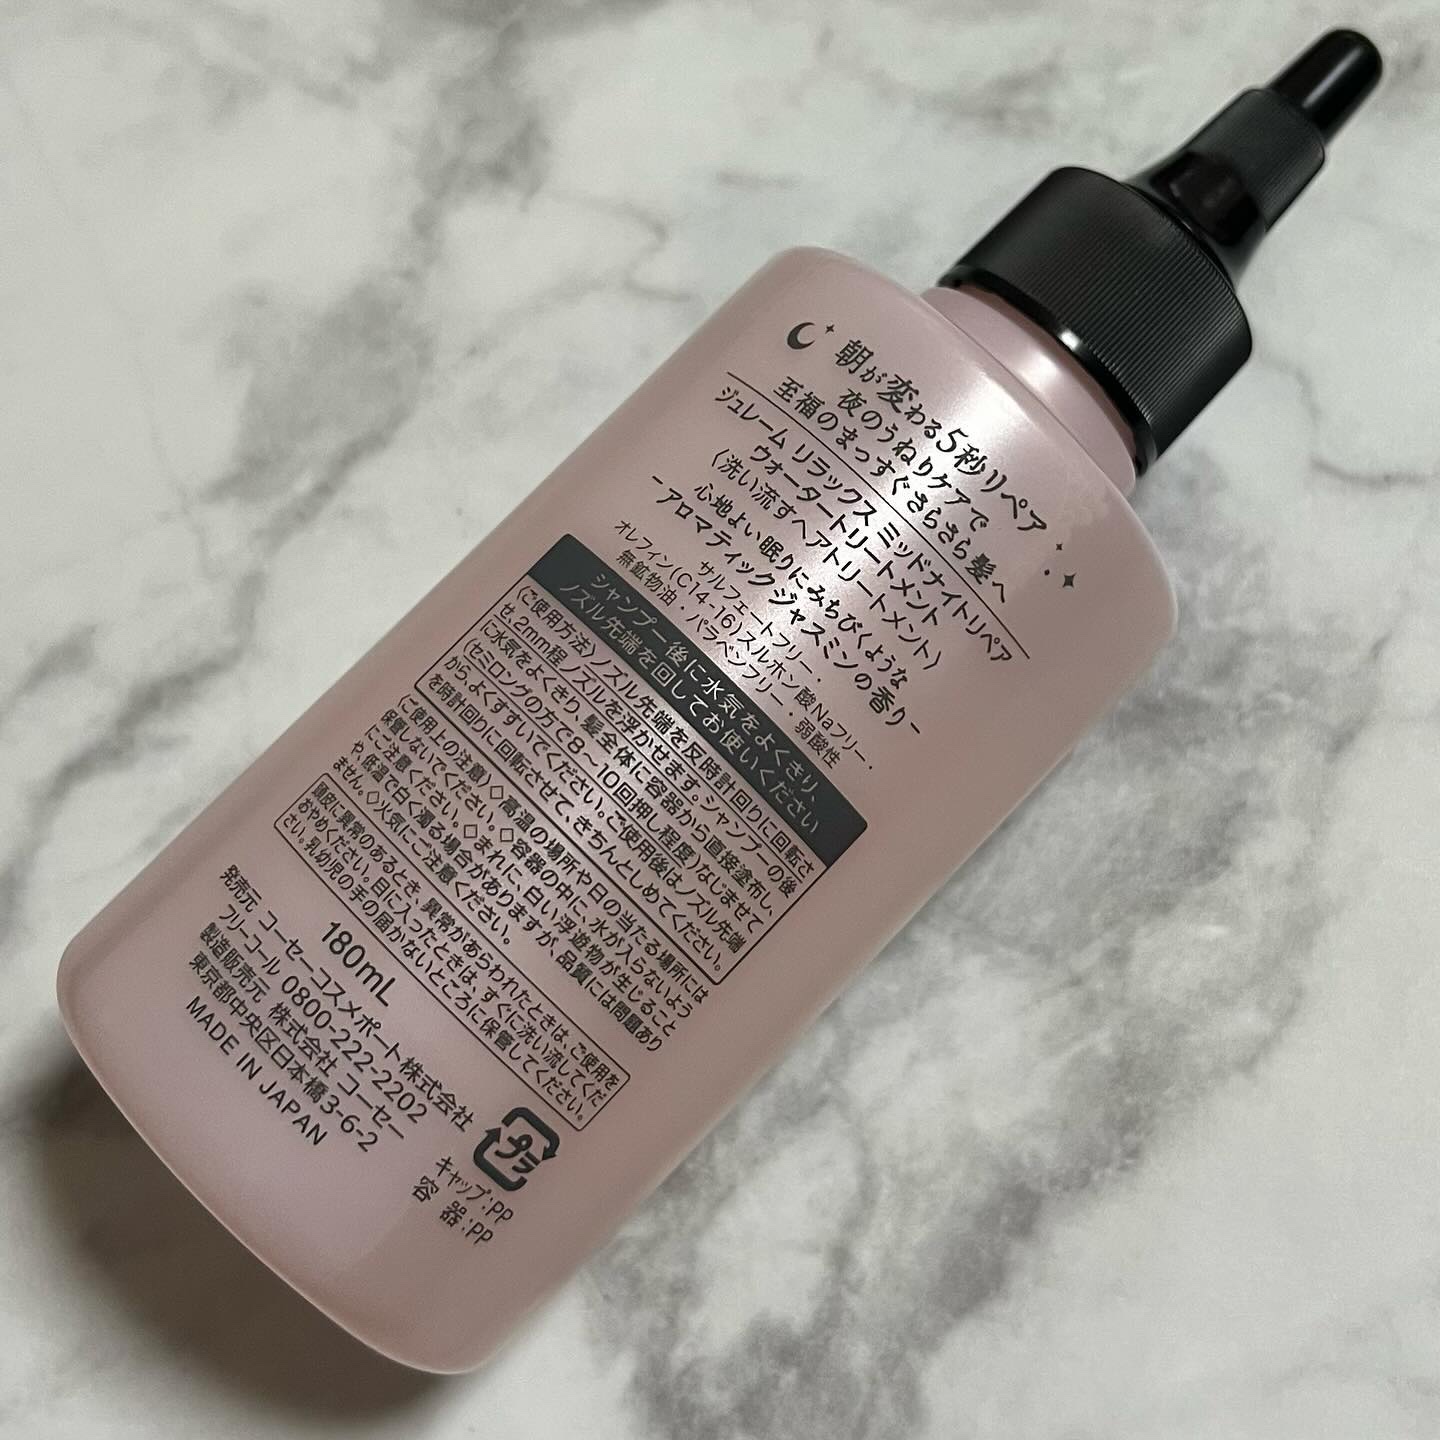 朝が変わる5秒リペア
夜のうねりケアで
至福のまっすぐさらさら髪へ
ジュレーム リラックス ミッドナイトリペア
ウォータートリートメント
(洗い流すヘアトリートメント)
心地よい眠りにみちびくような
-アロマティック ジャスミンの香り-
サルフェートフリー・
オレフィン(C14-16)スルホン酸Naフリー・
無鉱物油・パラベンフリー・弱酸性
シャンプー後に水気をよくきり、
ノズル先端を回してお使いください
〈ご使用方法〉ノズル先端を反時計回りに回転さ
せ、2mm程ノズルを浮かせます。シャンプーの後
に水気をよくきり、髪全体に容器から直接塗布し、
(セミロングの方で8~10回押し程度)なじませて
から、よくすすいでください。ご使用後はノズル先端
を時計回りに回転させて、きちんとしめてください。
〈ご使用上の注意〉◇高温の場所や日の当たる場所には
保管しないでください。◇容器の中に、水が入らないよう
にご注意ください。◇まれに、白い浮遊物が生じること
や、低温で白く濁る場合がありますが、品質には問題あり
ません。◇火気にご注意ください。
頭皮に異常のあるとき、異常があらわれたときは、ご使用を
おやめください。目に入ったときは、すぐに洗い流してくだ
さい。乳幼児の手の届かないところに保管してください。
180mL
発売元 コーセーコスメポート株式会社
フリーコール 0800-222-2202
製造販売元 株式会社 コーセー
東京都中央区日本橋3-6-2
MADE IN JAPAN
プラ
キャップ:PP
容 器:PP